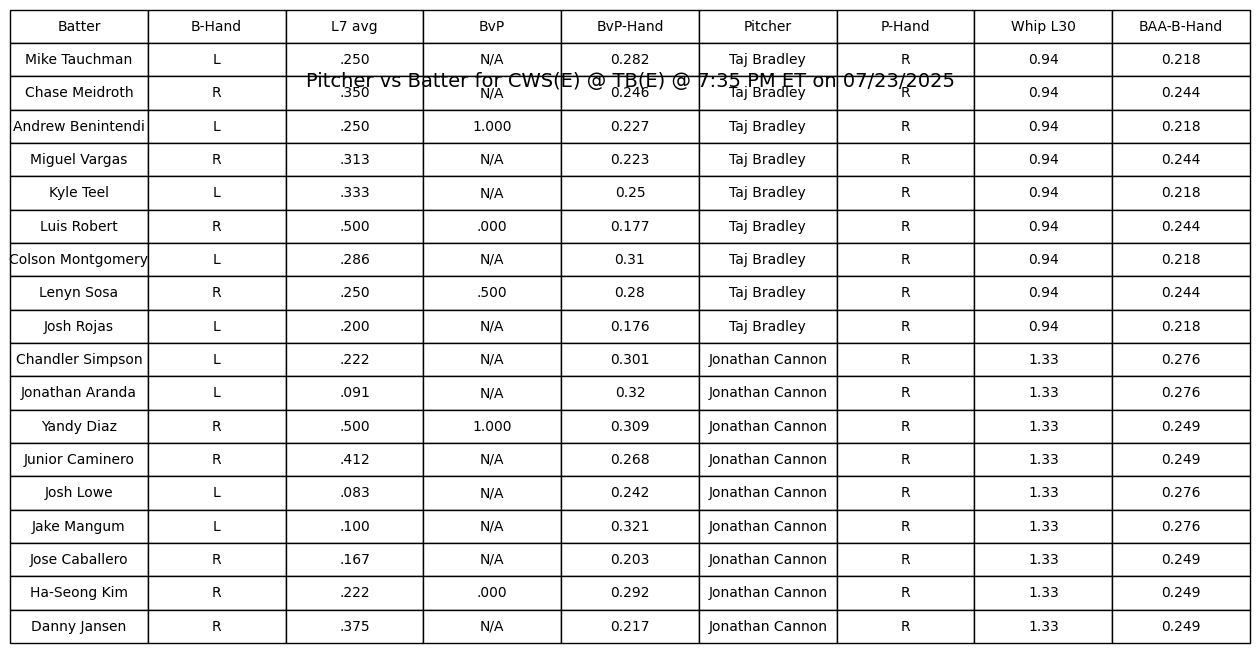 Batter B-Hand L7 avg BvP BvP-Hand Pitcher P-Hand Whip L30 BAA-B-Hand
Mike Tauchman L .250 N/A 0.282 Taj Bradley R 0.94 0.218
Pitcher vs Batter for CWS(E) @ TB(E) @ 7:35 PM ET on 07/23/2025
Chase Meidroth R .350 N/A 0.246 Taj Bradley R 0.94 0.244
Andrew Benintendi L .250 1.000 0.227 Taj Bradley R 0.94 0.218
Miguel Vargas R .313 N/A 0.223 Taj Bradley R 0.94 0.244
Kyle Teel L .333 N/A 0.25 Taj Bradley R 0.94 0.218
Luis Robert R .500 .000 0.177 Taj Bradley R 0.94 0.244
Colson Montgomery L .286 N/A 0.31 Taj Bradley R 0.94 0.218
Lenyn Sosa R .250 .500 0.28 Taj Bradley R 0.94 0.244
Josh Rojas L .200 N/A 0.176 Taj Bradley R 0.94 0.218
Chandler Simpson L .222 N/A 0.301 Jonathan Cannon R 1.33 0.276
Jonathan Aranda L .091 N/A 0.32 Jonathan Cannon R 1.33 0.276
Yandy Diaz R .500 1.000 0.309 Jonathan Cannon R 1.33 0.249
Junior Caminero R .412 N/A 0.268 Jonathan Cannon R 1.33 0.249
Josh Lowe L .083 N/A 0.242 Jonathan Cannon R 1.33 0.276
Jake Mangum L .100 N/A 0.321 Jonathan Cannon R 1.33 0.276
Jose Caballero R .167 N/A 0.203 Jonathan Cannon R 1.33 0.249
Ha-Seong Kim R .222 .000 0.292 Jonathan Cannon R 1.33 0.249
Danny Jansen R .375 N/A 0.217 Jonathan Cannon R 1.33 0.249